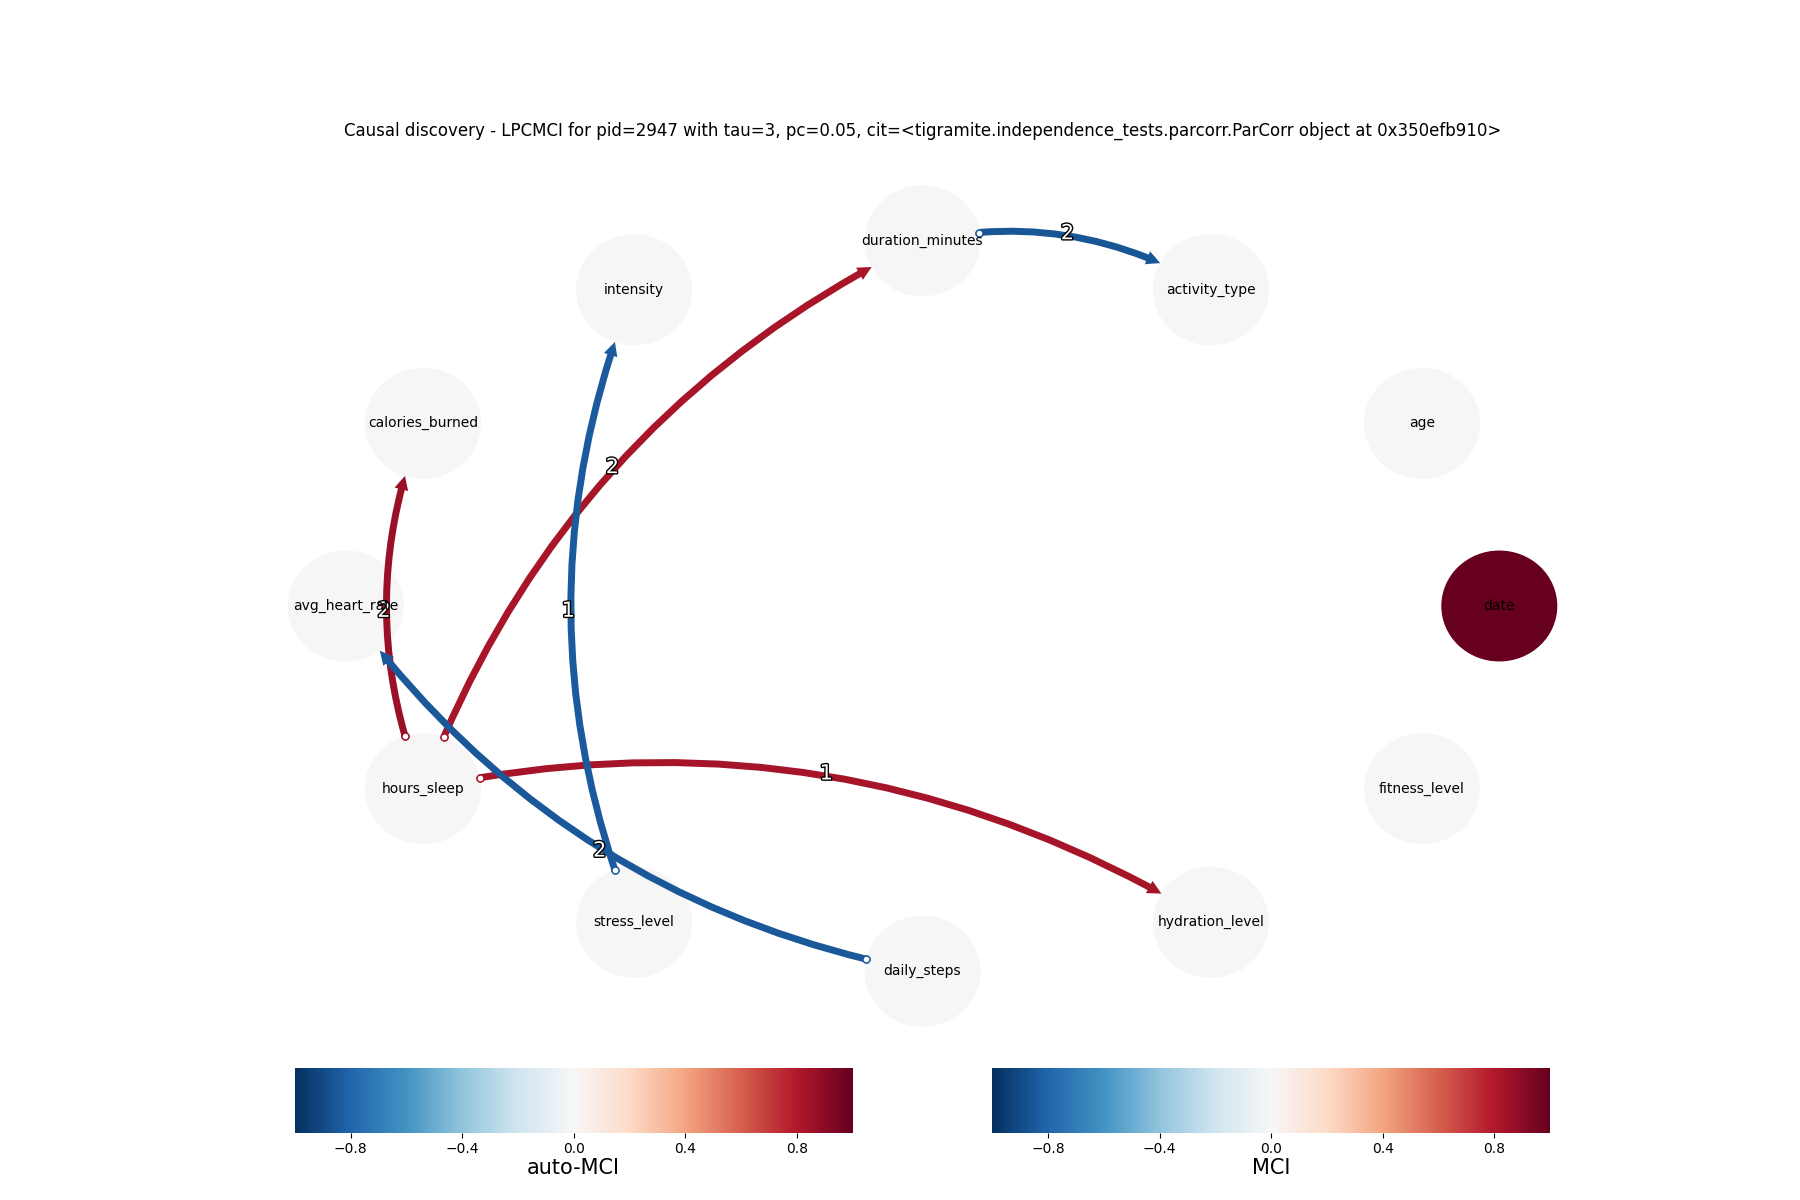 Causal discovery - LPCMCI for pid=2947 with tau=3, pc=0.05, cit=<tigramite.independence_tests.parcorr.ParCorr object at 0x350efb910>
duration_minutes
2
intensity
activity_type
calories_burned
age
2
avg_heart_rate
2
1
date
hours_sleep
1
fitness_level
2
stress_level
hydration_level
daily_steps
−0.8 −0.4 0.0 0.4 0.8
auto-MCI
−0.8 −0.4 0.0 0.4 0.8
MCI